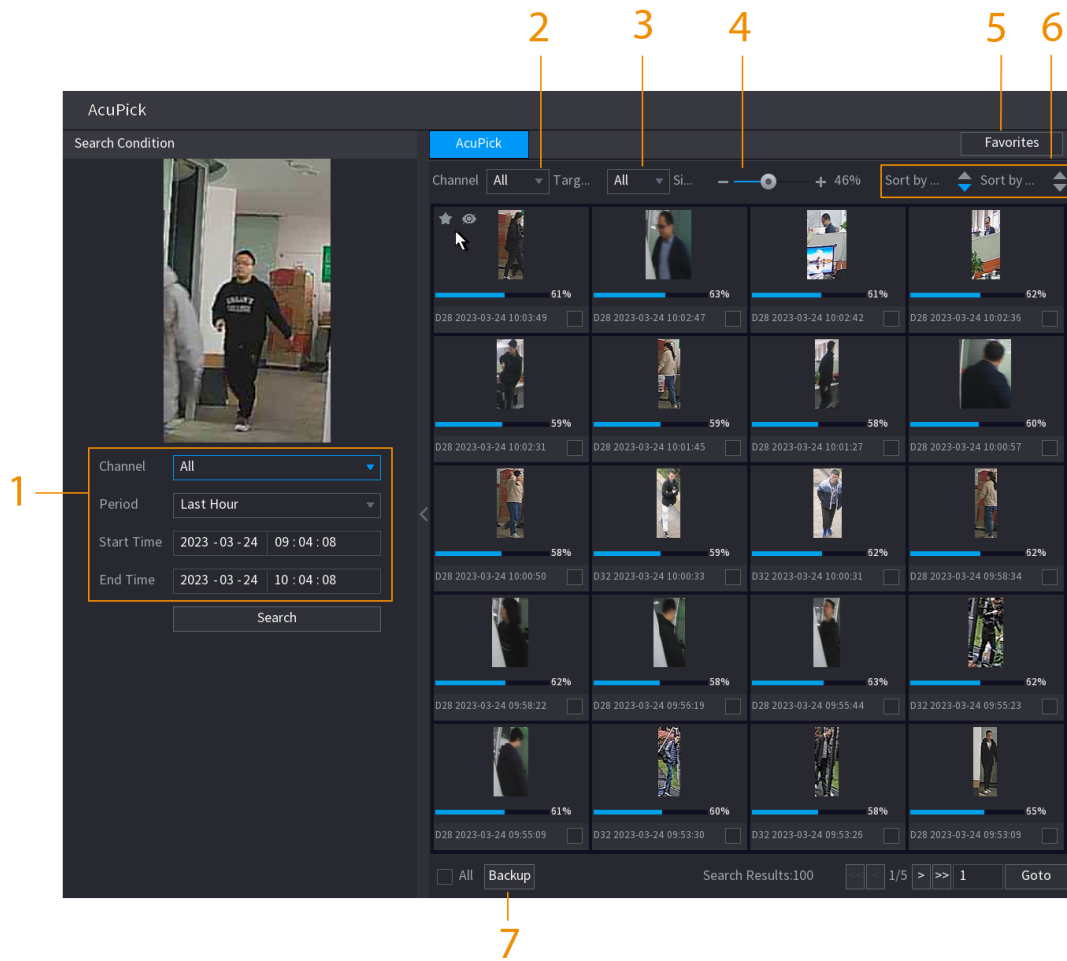 2 3 4 5 6
AcuPick
Search Condition
AcuPick
Favorites
Channel All Targ... All Si... 46% Sort by ... Sort by ...
61% 63% 61% 62%
D28 2023-03-24 10:03:49 D28 2023-03-24 10:02:47 D28 2023-03-24 10:02:42 D28 2023-03-24 10:02:36
59% 59% 58% 60%
D28 2023-03-24 10:02:31 D28 2023-03-24 10:01:45 D28 2023-03-24 10:01:27 D28 2023-03-24 10:00:57
1
Channel All
Period Last Hour
Start Time 2023 - 03 - 24 09 : 04 : 08
End Time 2023 - 03 - 24 10 : 04 : 08
Search
58% 59% 62% 62%
D28 2023-03-24 10:00:50 D32 2023-03-24 10:00:33 D32 2023-03-24 10:00:31 D28 2023-03-24 09:58:34
62% 58% 63% 62%
D28 2023-03-24 09:58:22 D28 2023-03-24 09:56:19 D28 2023-03-24 09:55:44 D32 2023-03-24 09:55:23
61% 60% 58% 65%
D28 2023-03-24 09:55:09 D32 2023-03-24 09:53:30 D32 2023-03-24 09:53:26 D28 2023-03-24 09:53:09
All Backup Search Results:100 << < 1/5 > >> 1 Goto
7